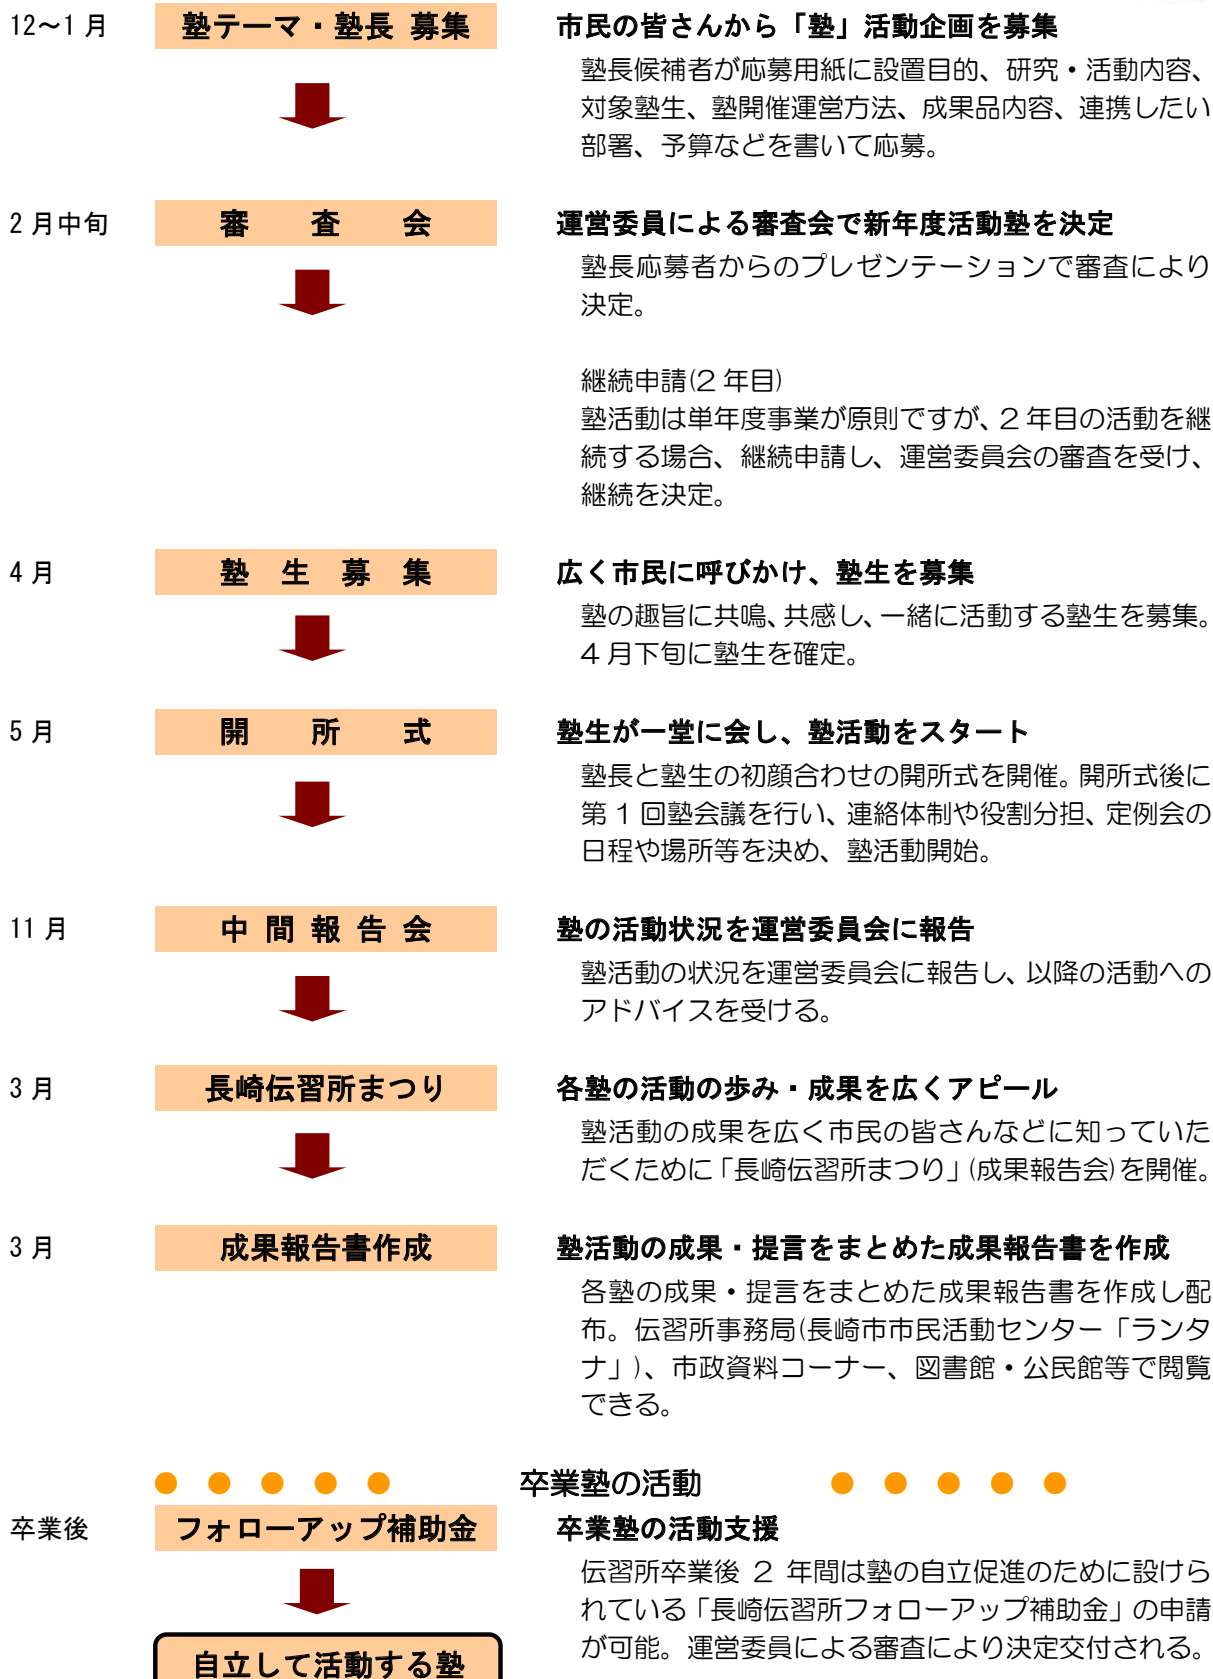 12～1月
塾テーマ・塾長 募集
市民の皆さんから「塾」活動企画を募集
塾長候補者が応募用紙に設置目的、研究・活動内容、
対象塾生、塾開催運営方法、成果品内容、連携したい
部署、予算などを書いて応募。
2月中旬
審 査 会
運営委員による審査会で新年度活動塾を決定
塾長応募者からのプレゼンテーションで審査により
決定。
継続申請(2年目)
塾活動は単年度事業が原則ですが、2年目の活動を継
続する場合、継続申請し、運営委員会の審査を受け、
継続を決定。
4月
塾 生 募 集
広く市民に呼びかけ、塾生を募集
塾の趣旨に共鳴、共感し、一緒に活動する塾生を募集。
4月下旬に塾生を確定。
5月
開 所 式
塾生が一堂に会し、塾活動をスタート
塾長と塾生の初顔合わせの開所式を開催。開所式後に
第1回塾会議を行い、連絡体制や役割分担、定例会の
日程や場所等を決め、塾活動開始。
11月
中 間 報 告 会
塾の活動状況を運営委員会に報告
塾活動の状況を運営委員会に報告し、以降の活動への
アドバイスを受ける。
3月
長崎伝習所まつり
各塾の活動の歩み・成果を広くアピール
塾活動の成果を広く市民の皆さんなどに知っていた
だくために「長崎伝習所まつり」(成果報告会)を開催。
3月
成果報告書作成
塾活動の成果・提言をまとめた成果報告書を作成
各塾の成果・提言をまとめた成果報告書を作成し配
布。伝習所事務局(長崎市市民活動センター「ランタ
ナ」)、市政資料コーナー、図書館・公民館等で閲覧
できる。
卒業塾の活動
卒業後
フォローアップ補助金
卒業塾の活動支援
伝習所卒業後 2 年間は塾の自立促進のために設けら
れている「長崎伝習所フォローアップ補助金」の申請
が可能。運営委員による審査により決定交付される。
自立して活動する塾